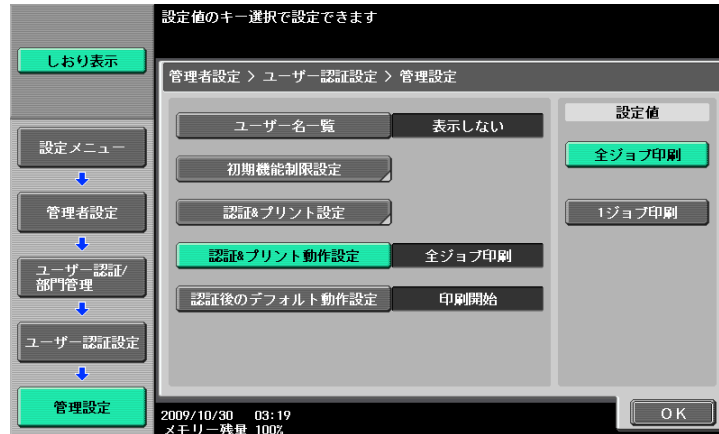 設定値のキー選択で設定できます
しおり表示
管理者設定 > ユーザー認証設定 > 管理設定
ユーザー名一覧 表示しない
初期機能制限設定
認証&プリント設定
認証&プリント動作設定 全ジョブ印刷
認証後のデフォルト動作設定 印刷開始
設定値
全ジョブ印刷
1ジョブ印刷
設定メニュー
管理者設定
ユーザー認証/
部門管理
ユーザー認証設定
管理設定
2009/10/30 03:19
メモリー残量 100%
OK